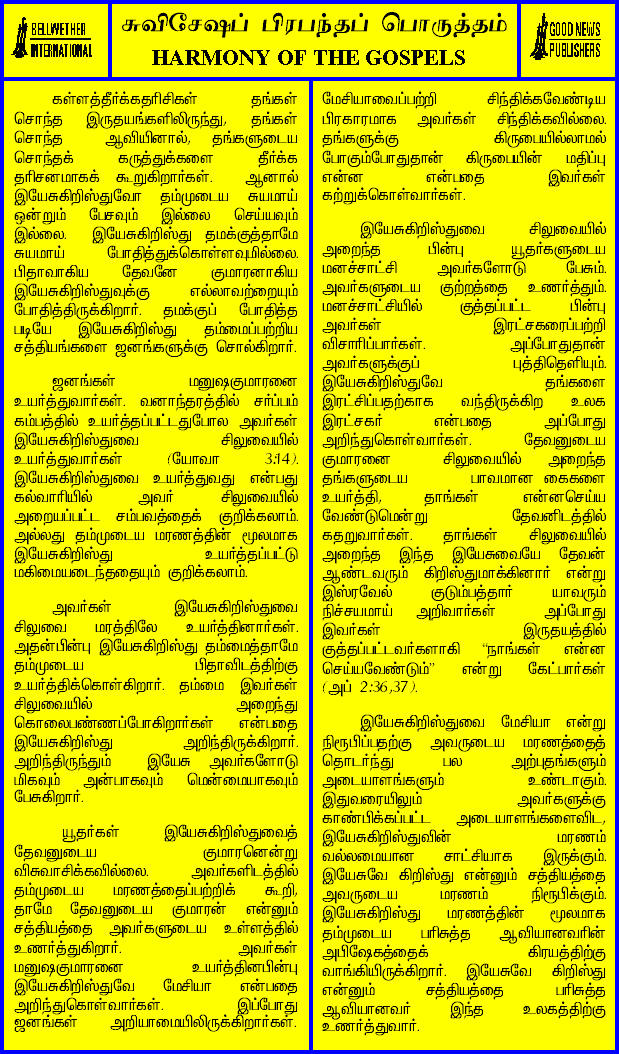 BELLWETHER
INTERNATIONAL
சுவிசேஷப் பிரபந்தப் பொருத்தம்
HARMONY OF THE GOSPELS
GOOD NEWS
PUBLISHERS
கள்ளத்தீர்க்கதரிசிகள் தங்கள்
சொந்த இருதயங்களிலிருந்து, தங்கள்
சொந்த ஆவியினால், தங்களுடைய
சொந்தக் கருத்துக்களை தீர்க்க
தரிசனமாகக் கூறுகிறார்கள். ஆனால்
இயேசுகிறிஸ்துவோ தம்முடைய சுயமாய்
ஒன்றும் பேசவும் இல்லை செய்யவும்
இல்லை. இயேசுகிறிஸ்து தமக்குத்தாமே
சுயமாய் போதித்துக்கொள்ளவுமில்லை.
பிதாவாகிய தேவனே குமாரனாகிய
இயேசுகிறிஸ்துவுக்கு எல்லாவற்றையும்
போதித்திருக்கிறார். தமக்குப் போதித்த
படியே இயேசுகிறிஸ்து தம்மைப்பற்றிய
சத்தியங்களை ஜனங்களுக்கு சொல்கிறார்.
ஜனங்கள் மனுஷகுமாரனை
உயர்த்துவார்கள். வனாந்தரத்தில் சர்ப்பம்
கம்பத்தில் உயர்த்தப்பட்டதுபோல அவர்கள்
இயேசுகிறிஸ்துவை சிலுவையில்
உயர்த்துவார்கள் (யோவா 3:14).
இயேசுகிறிஸ்துவை உயர்த்துவது என்பது
கல்வாரியில் அவர் சிலுவையில்
அறையப்பட்ட சம்பவத்தைக் குறிக்கலாம்.
அல்லது தம்முடைய மரணத்தின் மூலமாக
இயேசுகிறிஸ்து உயர்த்தப்பட்டு
மகிமையடைந்ததையும் குறிக்கலாம்.
அவர்கள் இயேசுகிறிஸ்துவை
சிலுவை மரத்திலே உயர்த்தினார்கள்.
அதன்பின்பு இயேசுகிறிஸ்து தம்மைத்தாமே
தம்முடைய பிதாவிடத்திற்கு
உயர்த்திக்கொள்கிறார். தம்மை இவர்கள்
சிலுவையில் அறைந்து
கொலைபண்ணப்போகிறார்கள் என்பதை
இயேசுகிறிஸ்து அறிந்திருக்கிறார்.
அறிந்திருந்தும் இயேசு அவர்களோடு
மிகவும் அன்பாகவும் மென்மையாகவும்
பேசுகிறார்.
யூதர்கள் இயேசுகிறிஸ்துவைத்
தேவனுடைய குமாரனென்று
விசுவாசிக்கவில்லை. அவர்களிடத்தில்
தம்முடைய மரணத்தைப்பற்றிக் கூறி,
தாமே தேவனுடைய குமாரன் என்னும்
சத்தியத்தை அவர்களுடைய உள்ளத்தில்
உணர்த்துகிறார். அவர்கள்
மனுஷகுமாரனை உயர்த்தினபின்பு
இயேசுகிறிஸ்துவே மேசியா என்பதை
அறிந்துகொள்வார்கள். இப்போது
ஜனங்கள் அறியாமையிலிருக்கிறார்கள்.
மேசியாவைப்பற்றி சிந்திக்கவேண்டிய
பிரகாரமாக அவர்கள் சிந்திக்கவில்லை.
தங்களுக்கு கிருபையில்லாமல்
போகும்போதுதான் கிருபையின் மதிப்பு
என்ன என்பதை இவர்கள்
கற்றுக்கொள்வார்கள்.
இயேசுகிறிஸ்துவை சிலுவையில்
அறைந்த பின்பு யூதர்களுடைய
மனச்சாட்சி அவர்களோடு பேசும்.
அவர்களுடைய குற்றத்தை உணர்த்தும்.
மனச்சாட்சியில் குத்தப்பட்ட பின்பு
அவர்கள் இரட்சகரைப்பற்றி
விசாரிப்பார்கள். அப்போதுதான்
அவர்களுக்குப் புத்திதெளியும்.
இயேசுகிறிஸ்துவே தங்களை
இரட்சிப்பதற்காக வந்திருக்கிற உலக
இரட்சகர் என்பதை அப்போது
அறிந்துகொள்வார்கள். தேவனுடைய
குமாரனை சிலுவையில் அறைந்த
தங்களுடைய பாவமான கைகளை
உயர்த்தி, தாங்கள் என்னசெய்ய
வேண்டுமென்று தேவனிடத்தில்
கதறுவார்கள். தாங்கள் சிலுவையில்
அறைந்த இந்த இயேசுவையே தேவன்
ஆண்டவரும் கிறிஸ்துமாக்கினார் என்று
இஸ்ரவேல் குடும்பத்தார் யாவரும்
நிச்சயமாய் அறிவார்கள் அப்போது
இவர்கள் இருதயத்தில்
குத்தப்பட்டவர்களாகி “நாங்கள் என்ன
செய்யவேண்டும்” என்று கேட்பார்கள்
(அப் 2:36,37).
இயேசுகிறிஸ்துவை மேசியா என்று
நிரூபிப்பதற்கு அவருடைய மரணத்தைத்
தொடர்ந்து பல அற்புதங்களும்
அடையாளங்களும் உண்டாகும்.
இதுவரையிலும் அவர்களுக்கு
காண்பிக்கப்பட்ட அடையாளங்களைவிட,
இயேசுகிறிஸ்துவின் மரணம்
வல்லமையான சாட்சியாக இருக்கும்.
இயேசுவே கிறிஸ்து என்னும் சத்தியத்தை
அவருடைய மரணம் நிரூபிக்கும்.
இயேசுகிறிஸ்து மரணத்தின் மூலமாக
தம்முடைய பரிசுத்த ஆவியானவரின்
அபிஷேகத்தைக் கிரயத்திற்கு
வாங்கியிருக்கிறார். இயேசுவே கிறிஸ்து
என்னும் சத்தியத்தை பரிசுத்த
ஆவியானவர் இந்த உலகத்திற்கு
உணர்த்துவார்.